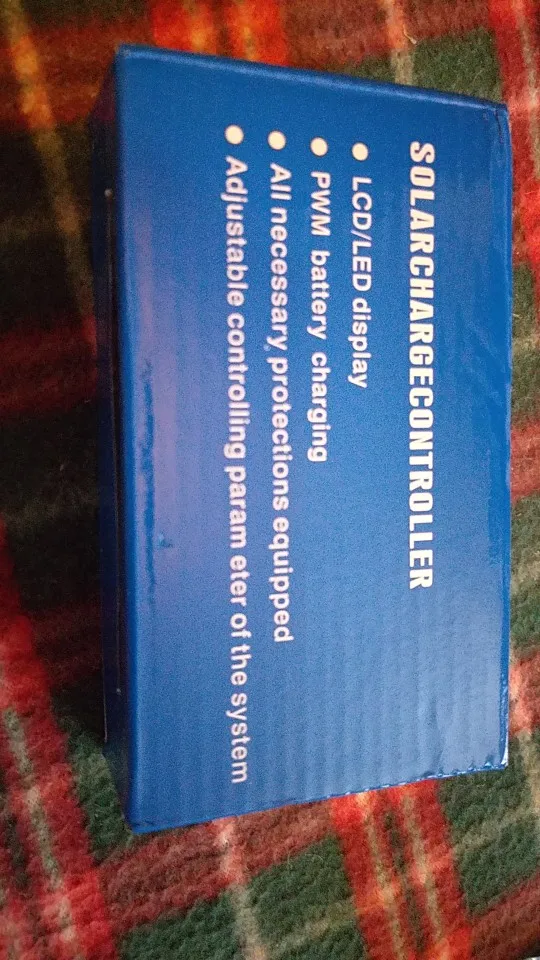 SOLARCHARGECONTROLLER
● LCD/LED display
● PWM battery charging
● All necessary protections equipped
● Adjustable controlling param eter of the system